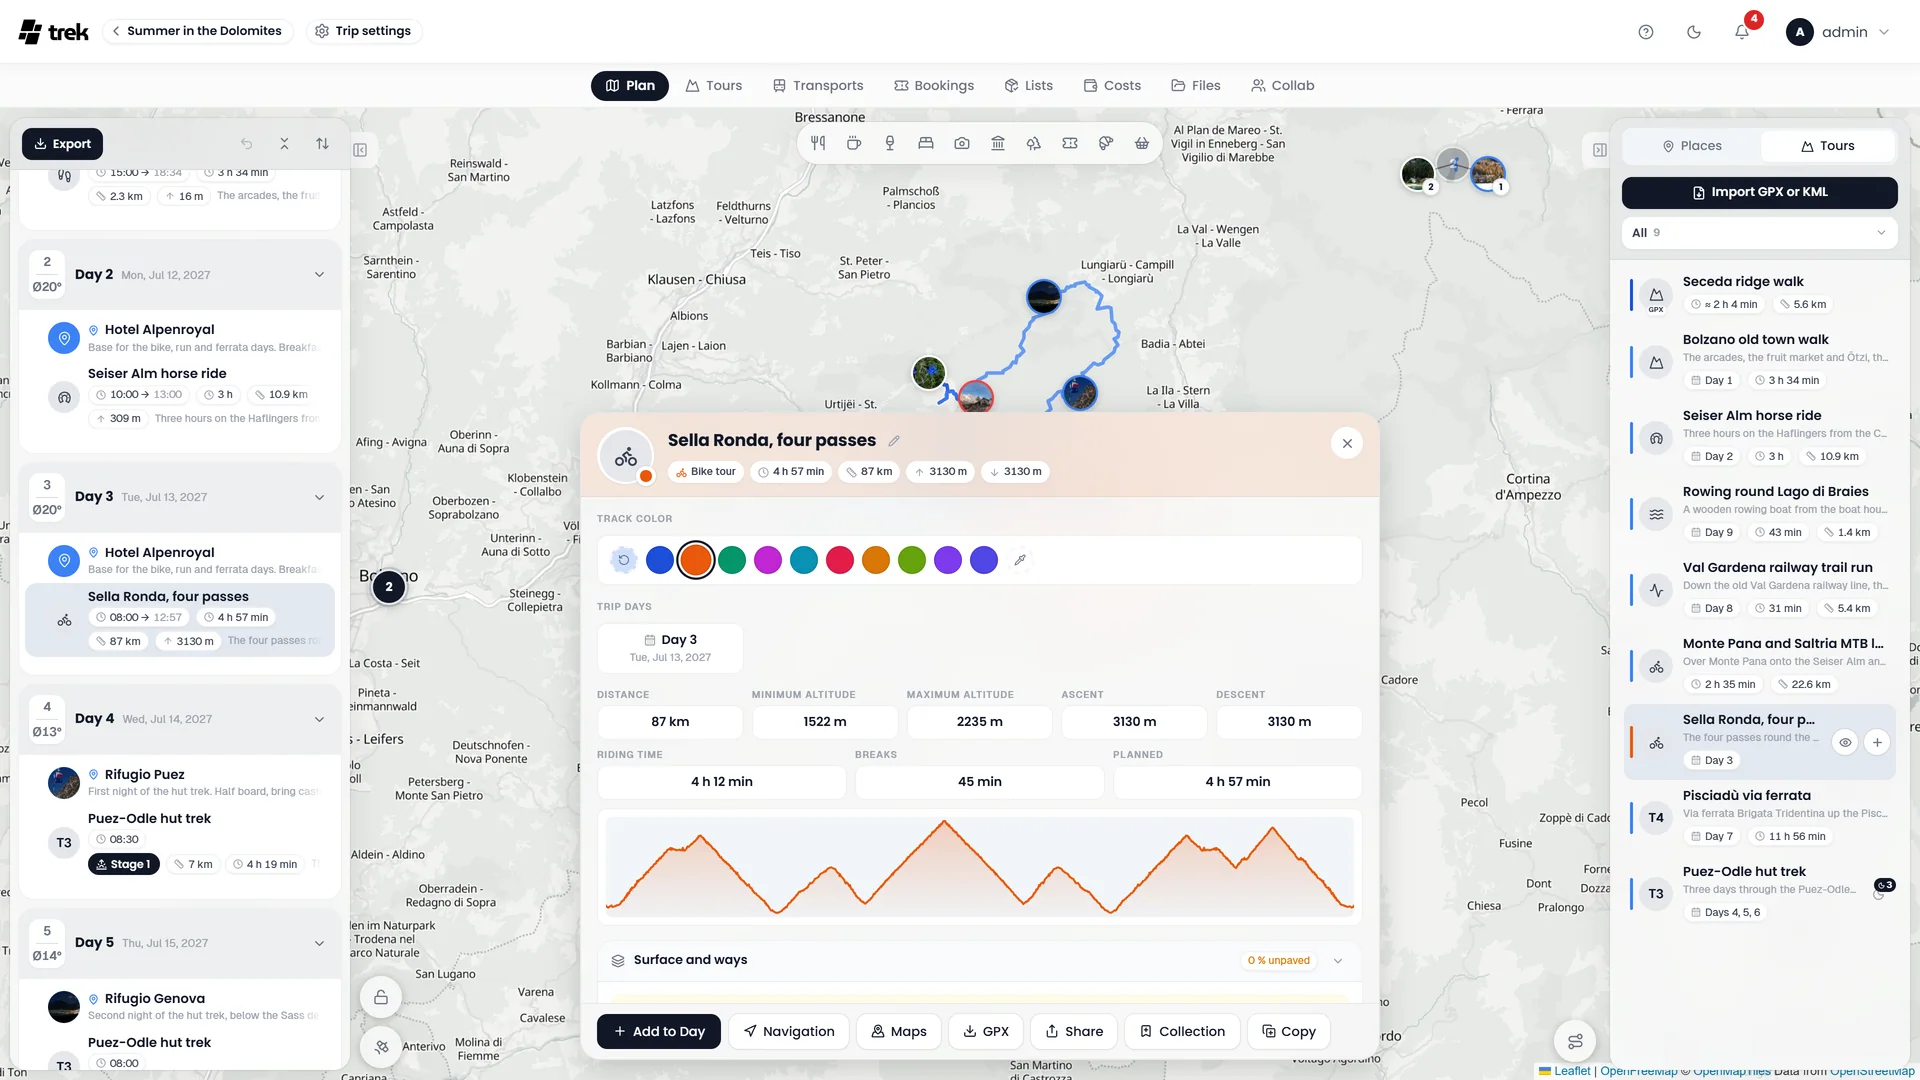 trek
Summer in the Dolomites
Trip settings
4
A
admin
Plan
Tours
Transports
Bookings
Lists
Costs
Files
Collab
Export
15:00 → 18:34
3 h 34 min
2.3 km
16 m
The arcades, the frui
2
Ø20°
Day 2 Mon, Jul 12, 2027
Hotel Alpenroyal
Base for the bike, run and ferrata days. Breakfa
Seiser Alm horse ride
10:00 → 13:00
3 h
10.9 km
309 m
Three hours on the Haflingers from
3
Ø20°
Day 3 Tue, Jul 13, 2027
Hotel Alpenroyal
Base for the bike, run and ferrata days. Breakfa
Sella Ronda, four passes
08:00 → 12:57
4 h 57 min
87 km
3130 m
The four passes ro
4
Ø13°
Day 4 Wed, Jul 14, 2027
Rifugio Puez
First night of the hut trek. Half board, bring cas
T3
Puez-Odle hut trek
08:30
Stage 1
7 km
4 h 19 min
5
Ø14°
Day 5 Thu, Jul 15, 2027
Rifugio Genova
Second night of the hut trek, below the Sass de
T3
Puez-Odle hut trek
08:00
Bressanone
- Ferrara
Reinswald -
San Martino
Al Plan de Mareo - St.
Vigil in Enneberg - San
Vigilio di Marebbe
Palmschoß
- Plancios
Latzfons
- Lazfons
Feldthurns
- Velturno
Astfeld -
Campolasta
La Val - Wengen
- La Valle
Teis - Tiso
Sarnthein -
Sarentino
St. Peter -
San Pietro
Lungiarü - Campill
- Longiarù
Klausen - Chiusa
Albions
Barbian -
Barbiano
Lajen - Laion
Badia - Abtei
Kollmann - Colma
La Ila - Stern
- La Villa
Urtijëi - St.
Afing - Avigna
Oberinn -
Auna di Sopra
Klobenstein
- Collalbo
Oberbozen -
Soprabolzano
Unterinn -
Auna di Sotto
Steinegg -
Collepietra
2
La Costa - Seit
Pineta -
s - Leifers
Deutschnofen -
Nova Ponente
Petersberg -
Monte San Pietro
Aldein - Aldino
Oberradein -
Redagno di Sopra
- Trodena nel
San Lugano
Varena
Cavalese
Anterivo
Molina di
Fiemme
Capriana
Cortina
d'Ampezzo
Cadore
Pecol
Zoppè di Cado
Fusine
Forne
Dont
Dozza
Chiesa
Pralongo
San Martino
di Castrozza
2
1
Sella Ronda, four passes
Bike tour
4 h 57 min
87 km
3130 m
3130 m
TRACK COLOR
TRIP DAYS
Day 3
Tue, Jul 13, 2027
DISTANCE
MINIMUM ALTITUDE
MAXIMUM ALTITUDE
ASCENT
DESCENT
87 km
1522 m
2235 m
3130 m
3130 m
RIDING TIME
BREAKS
PLANNED
4 h 12 min
45 min
4 h 57 min
Surface and ways
0 % unpaved
Add to Day
Navigation
Maps
GPX
Share
Collection
Copy
Places
Tours
Import GPX or KML
All 9
GPX
Seceda ridge walk
≈ 2 h 4 min
5.6 km
Bolzano old town walk
The arcades, the fruit market and Ötzi, th...
Day 1
3 h 34 min
Seiser Alm horse ride
Three hours on the Haflingers from the C...
Day 2
3 h
10.9 km
Rowing round Lago di Braies
A wooden rowing boat from the boat hou...
Day 9
43 min
1.4 km
Val Gardena railway trail run
Down the old Val Gardena railway line, th...
Day 8
31 min
5.4 km
Monte Pana and Saltria MTB l...
Over Monte Pana onto the Seiser Alm an...
2 h 35 min
22.6 km
Sella Ronda, four p...
The four passes round the ...
Day 3
T4
Pisciadù via ferrata
Via ferrata Brigata Tridentina up the Pisc...
Day 7
11 h 56 min
T3
Puez-Odle hut trek
Three days through the Puez-Odle...
3
Days 4, 5, 6
Leaflet | OpenFreeMap © OpenMapTiles Data from OpenStreetMap